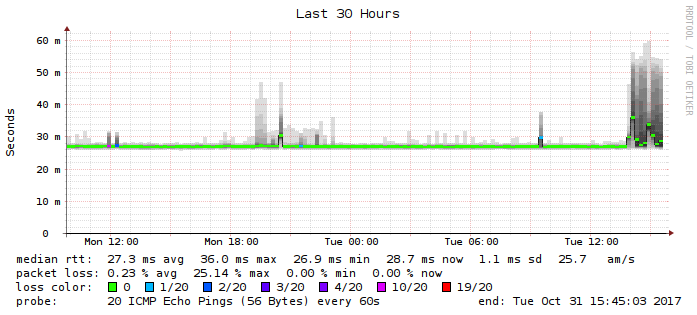 Last 30 Hours
RRDTOOL / TOBI OETIKER
Seconds
60 m
50 m
40 m
30 m
20 m
10 m
0
Mon 12:00 Mon 18:00 Tue 00:00 Tue 06:00 Tue 12:00
median rtt: 27.3 ms avg 36.0 ms max 26.9 ms min 28.7 ms now 1.1 ms sd 25.7 am/s
packet loss: 0.23 % avg 25.14 % max 0.00 % min 0.00 % now
loss color: 0 1/20 2/20 3/20 4/20 10/20 19/20
probe: 20 ICMP Echo Pings (56 Bytes) every 60s end: Tue Oct 31 15:45:03 2017